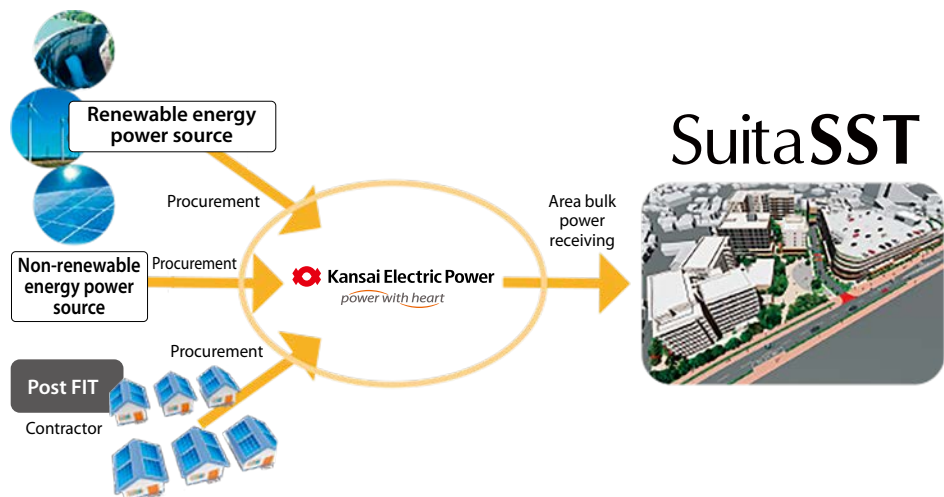 Renewable energy
power source
Procurement
Non-renewable
energy power
source
Procurement
Procurement
Post FIT
Contractor
Kansai Electric Power
power with heart
Area bulk
power
receiving
SuitaSST